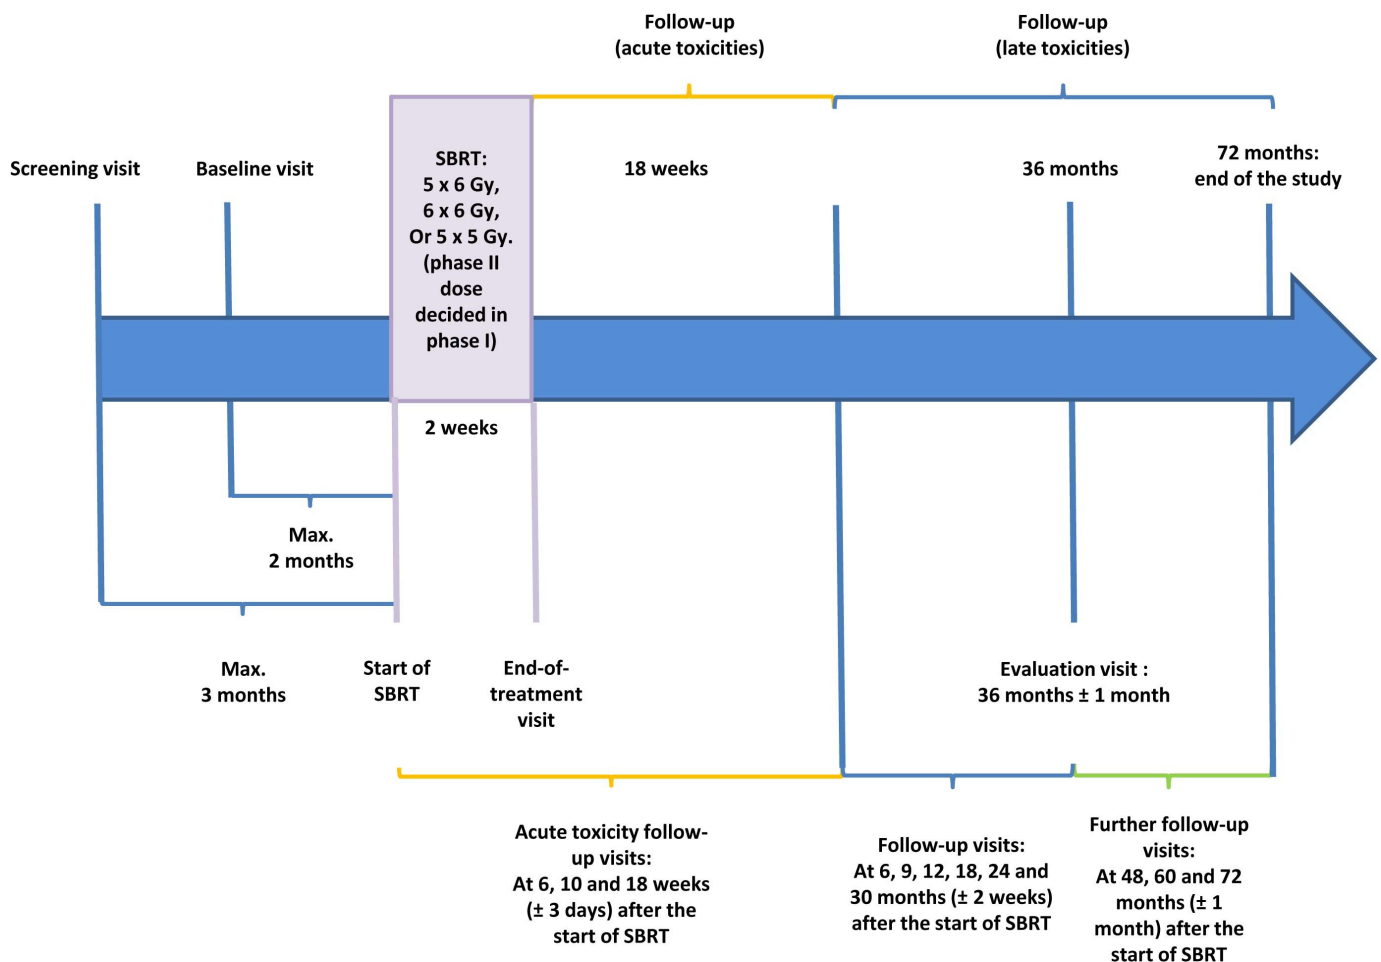 Follow-up
(acute toxicities)
Follow-up
(late toxicities)
Screening visit
Baseline visit
SBRT:
5 x 6 Gy,
6 x 6 Gy,
Or 5 x 5 Gy.
(phase II
dose
decided in
phase I)
18 weeks
36 months
72 months:
end of the study
2 weeks
Max.
2 months
Max.
3 months
Start of
SBRT
End-of-
treatment
visit
Evaluation visit :
36 months ± 1 month
Acute toxicity follow-
up visits:
At 6, 10 and 18 weeks
(± 3 days) after the
start of SBRT
Follow-up visits:
At 6, 9, 12, 18, 24 and
30 months (± 2 weeks)
after the start of SBRT
Further follow-up
visits:
At 48, 60 and 72
months (± 1
month) after the
start of SBRT